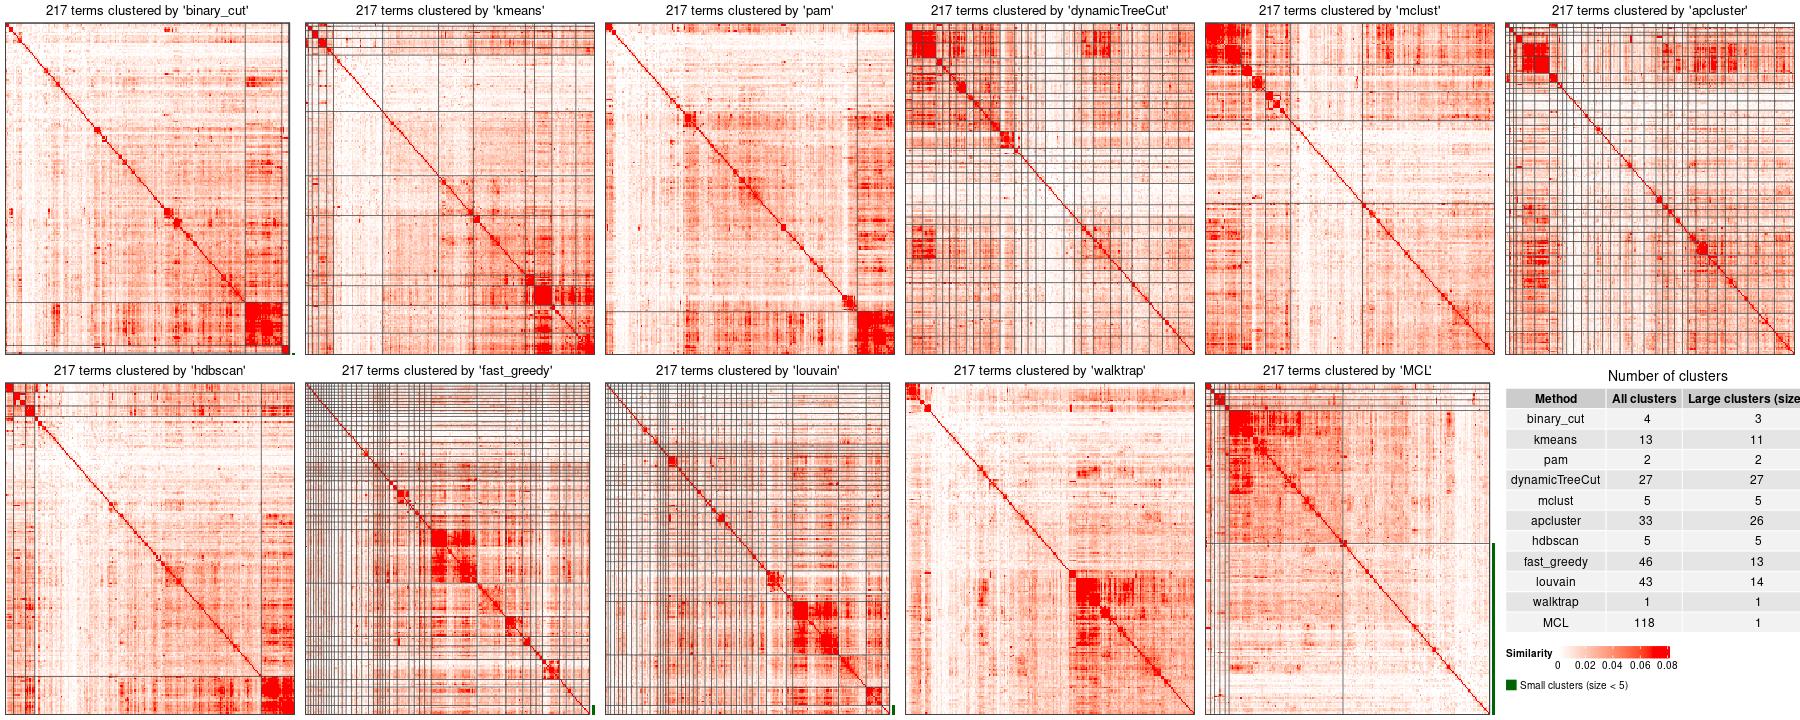 217 terms clustered by 'binary_cut'
217 terms clustered by 'kmeans'
217 terms clustered by 'pam'
217 terms clustered by 'dynamicTreeCut'
217 terms clustered by 'mclust'
217 terms clustered by 'apcluster'
217 terms clustered by 'hdbscan'
217 terms clustered by 'fast_greedy'
217 terms clustered by 'louvain'
217 terms clustered by 'walktrap'
217 terms clustered by 'MCL'
Number of clusters
Method All clusters Large clusters (size
binary_cut 4 3
kmeans 13 11
pam 2 2
dynamicTreeCut 27 27
mclust 5 5
apcluster 33 26
hdbscan 5 5
fast_greedy 46 13
louvain 43 14
walktrap 1 1
MCL 118 1
Similarity
0 0.02 0.04 0.06 0.08
Small clusters (size < 5)